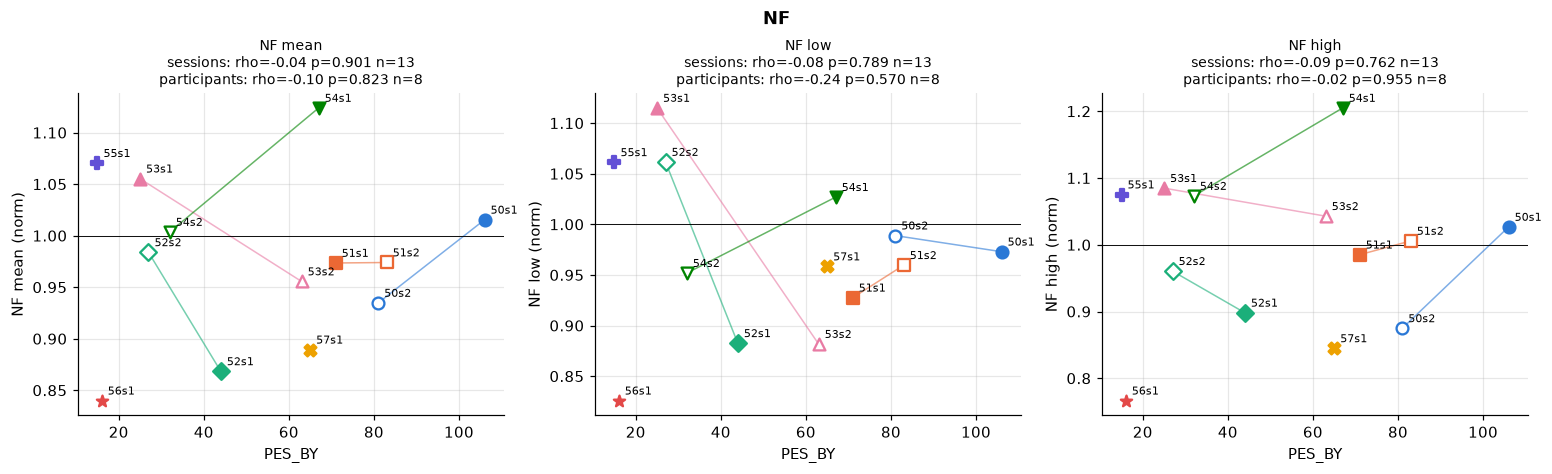 NF
NF mean
sessions: rho=-0.04 p=0.901 n=13
participants: rho=-0.10 p=0.823 n=8
NF mean (norm)
1.10
1.05
1.00
0.95
0.90
0.85
54s1
55s1
53s1
54s2
50s1
52s2
51s1
51s2
53s2
50s2
57s1
52s1
56s1
20
40
60
80
100
PES_BY
NF low
sessions: rho=-0.08 p=0.789 n=13
participants: rho=-0.24 p=0.570 n=8
NF low (norm)
1.10
1.05
1.00
0.95
0.90
0.85
53s1
55s1
52s2
54s1
50s2
50s1
54s2
57s1
51s2
51s1
52s1
53s2
56s1
20
40
60
80
100
PES_BY
NF high
sessions: rho=-0.09 p=0.762 n=13
participants: rho=-0.02 p=0.955 n=8
NF high (norm)
1.2
1.1
1.0
0.9
0.8
54s1
55s1
53s1
54s2
53s2
50s1
51s1
51s2
52s2
52s1
50s2
57s1
56s1
20
40
60
80
100
PES_BY